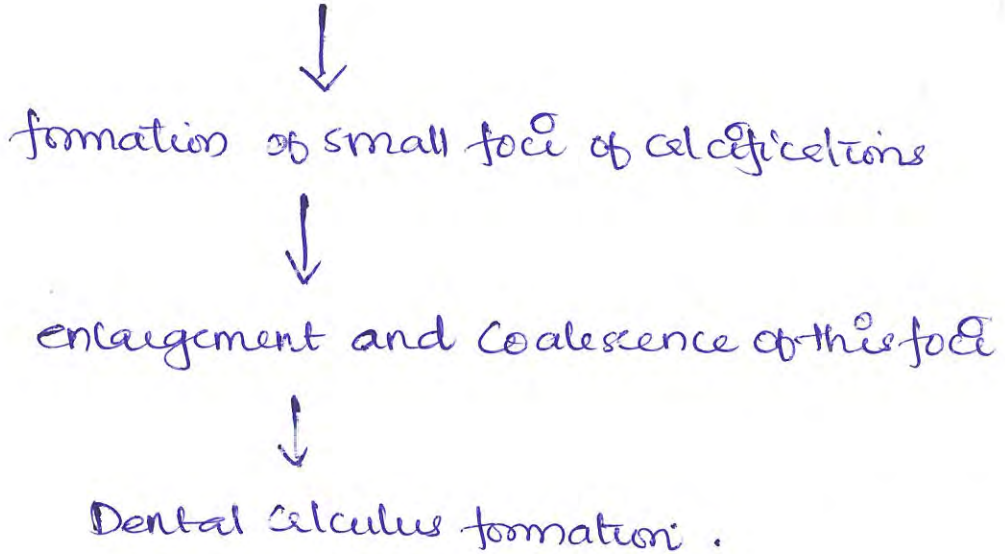 ↓
formation of small foci of calcifications
↓
enlargement and Coalescence of this foci
↓
Dental calculus formation.